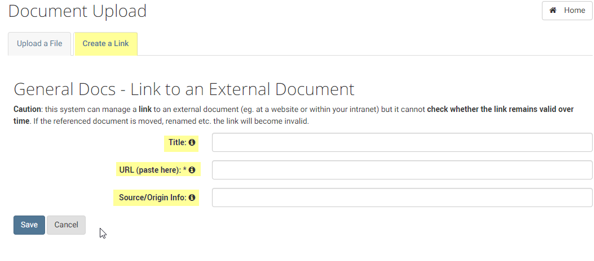 Document Upload
Home
Upload a File
Create a Link
General Docs - Link to an External Document
Caution: this system can manage a link to an external document (eg. at a website or within your intranet) but it cannot check whether the link remains valid over
time. If the referenced document is moved, renamed etc. the link will become invalid.
Title:
URL (paste here): *
Source/Origin Info:
Save
Cancel